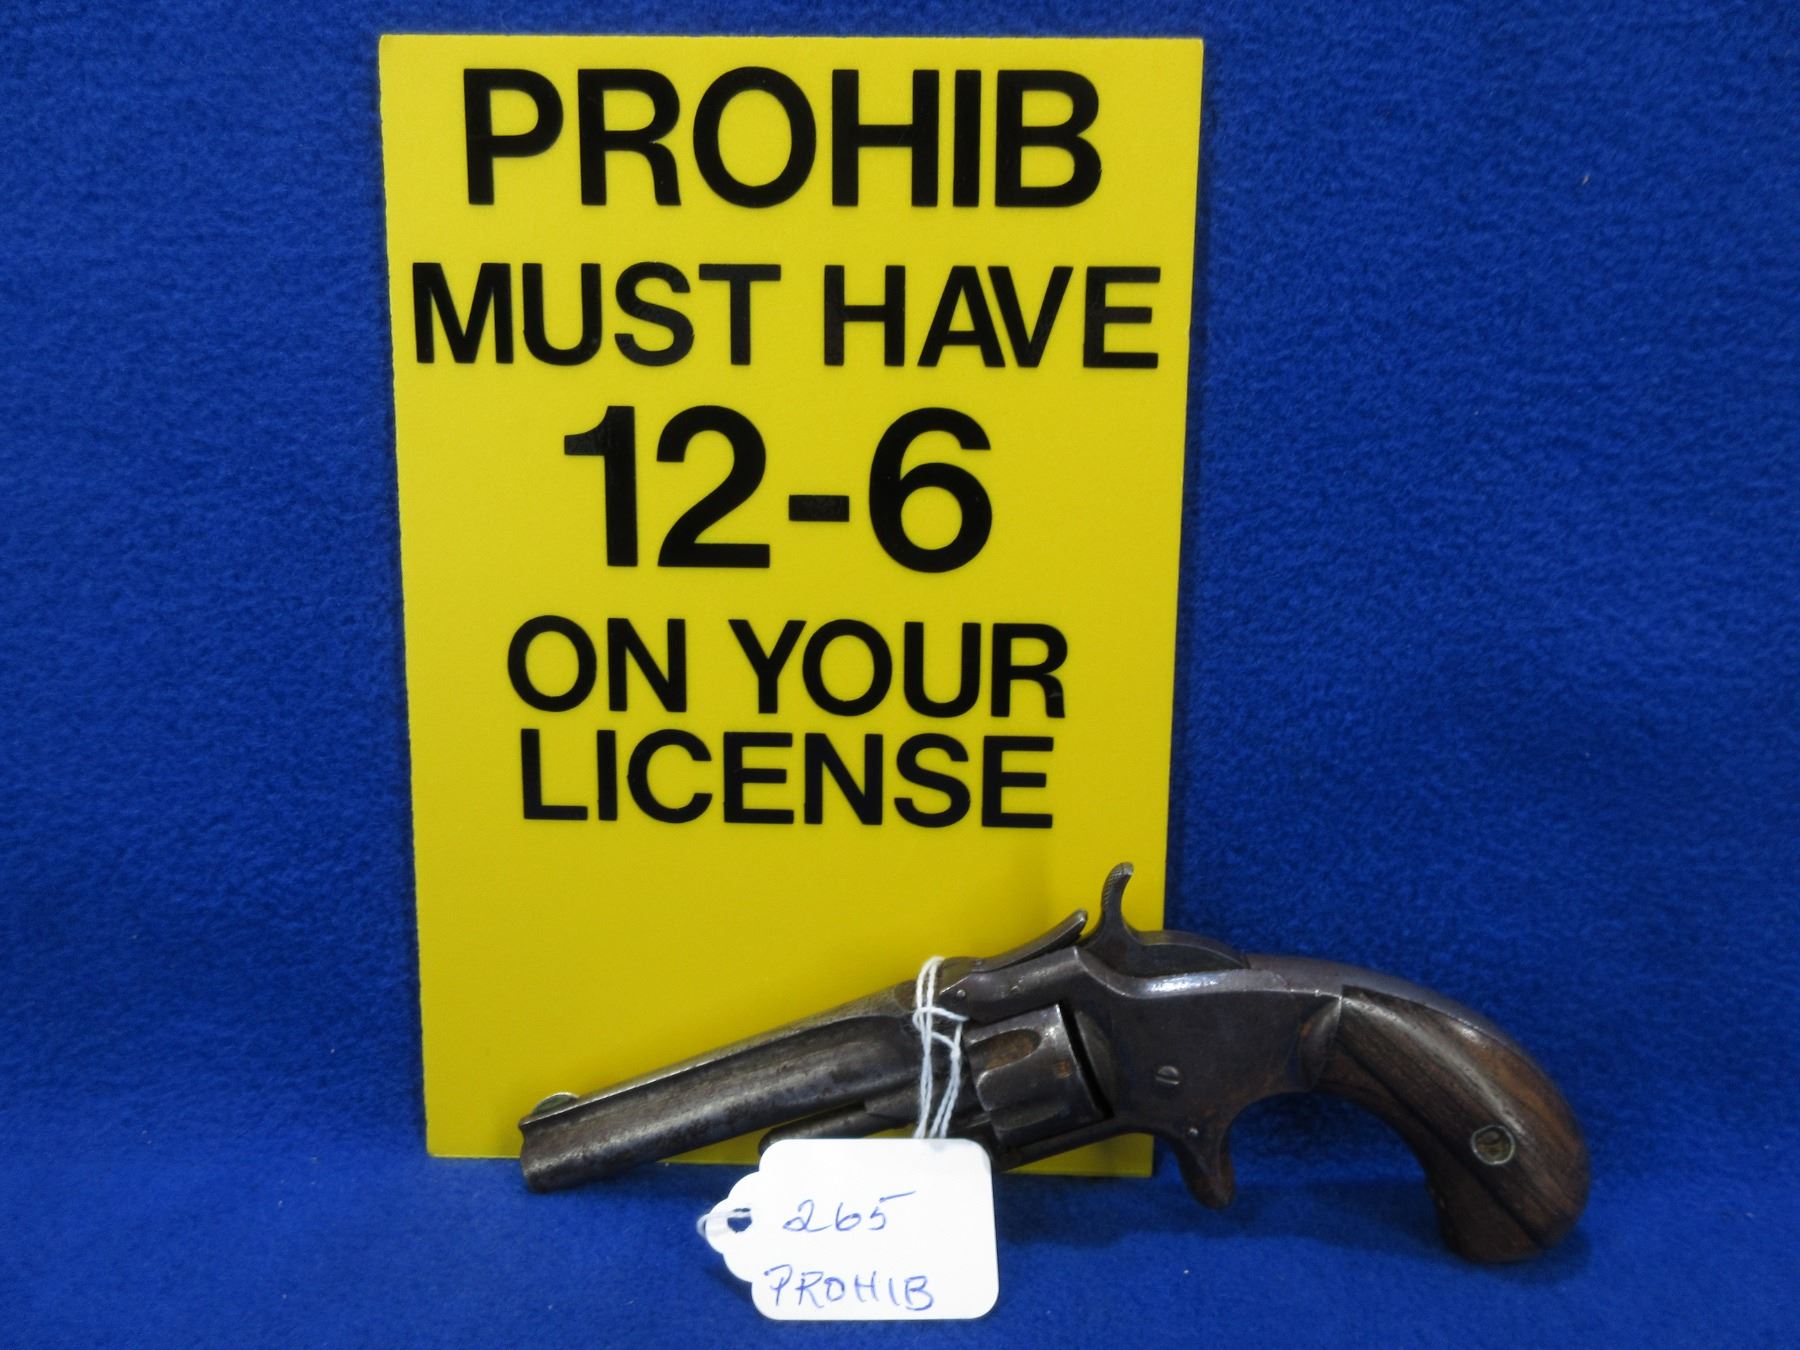 PROHIB
MUST HAVE
12-6
ON YOUR
LICENSE
265
PROHIB